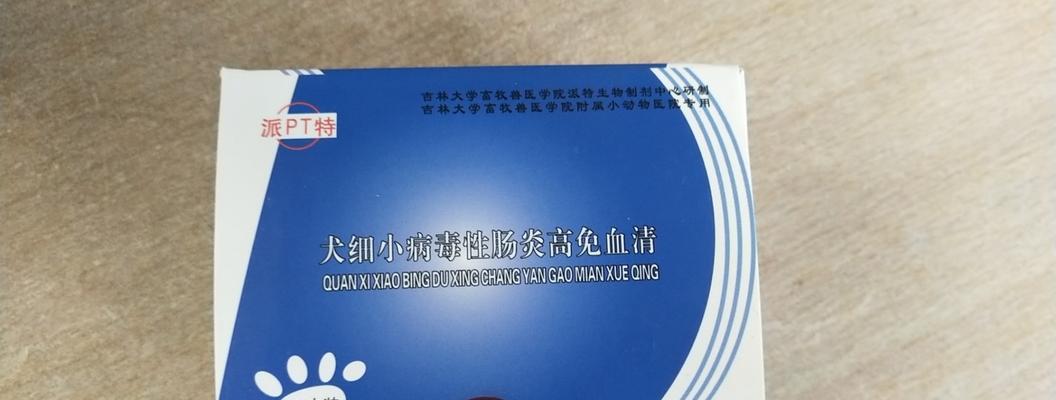 吉林大学畜牧兽医学院派特生物制剂中心研制
吉林大学畜牧兽医学院附属小动物医院专用
派PT特
犬细小病毒性肠炎高免血清
QUAN XI XIAO BING DU XING CHANG YAN GAO MIAN XUE QING